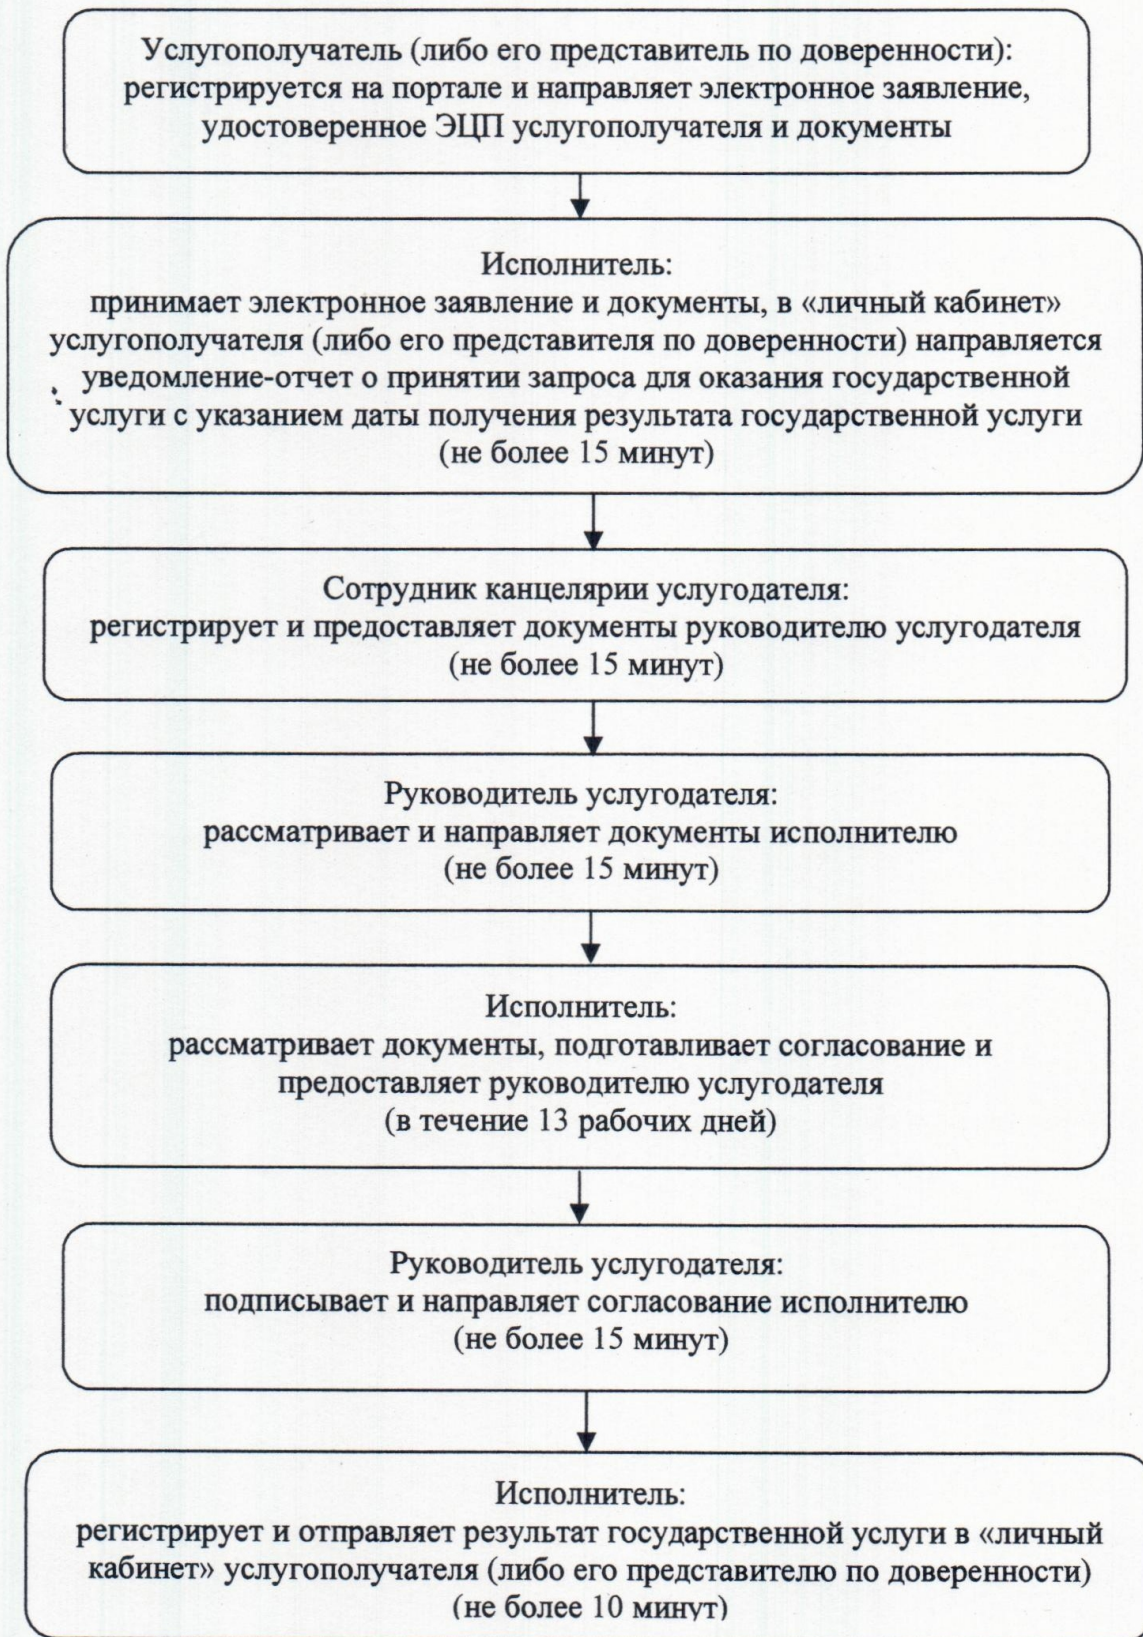 Услугополучатель (либо его представитель по доверенности):
регистрируется на портале и направляет электронное заявление,
удостоверенное ЭЦП услугополучателя и документы
Исполнитель:
принимает электронное заявление и документы, в «личный кабинет»
услугополучателя (либо его представителя по доверенности) направляется
уведомление-отчет о принятии запроса для оказания государственной
услуги с указанием даты получения результата государственной услуги
(не более 15 минут)
Сотрудник канцелярии услугодателя:
регистрирует и предоставляет документы руководителю услугодателя
(не более 15 минут)
Руководитель услугодателя:
рассматривает и направляет документы исполнителю
(не более 15 минут)
Исполнитель:
рассматривает документы, подготавливает согласование и
предоставляет руководителю услугодателя
(в течение 13 рабочих дней)
Руководитель услугодателя:
подписывает и направляет согласование исполнителю
(не более 15 минут)
Исполнитель:
регистрирует и отправляет результат государственной услуги в «личный
кабинет» услугополучателя (либо его представителю по доверенности)
(не более 10 минут)